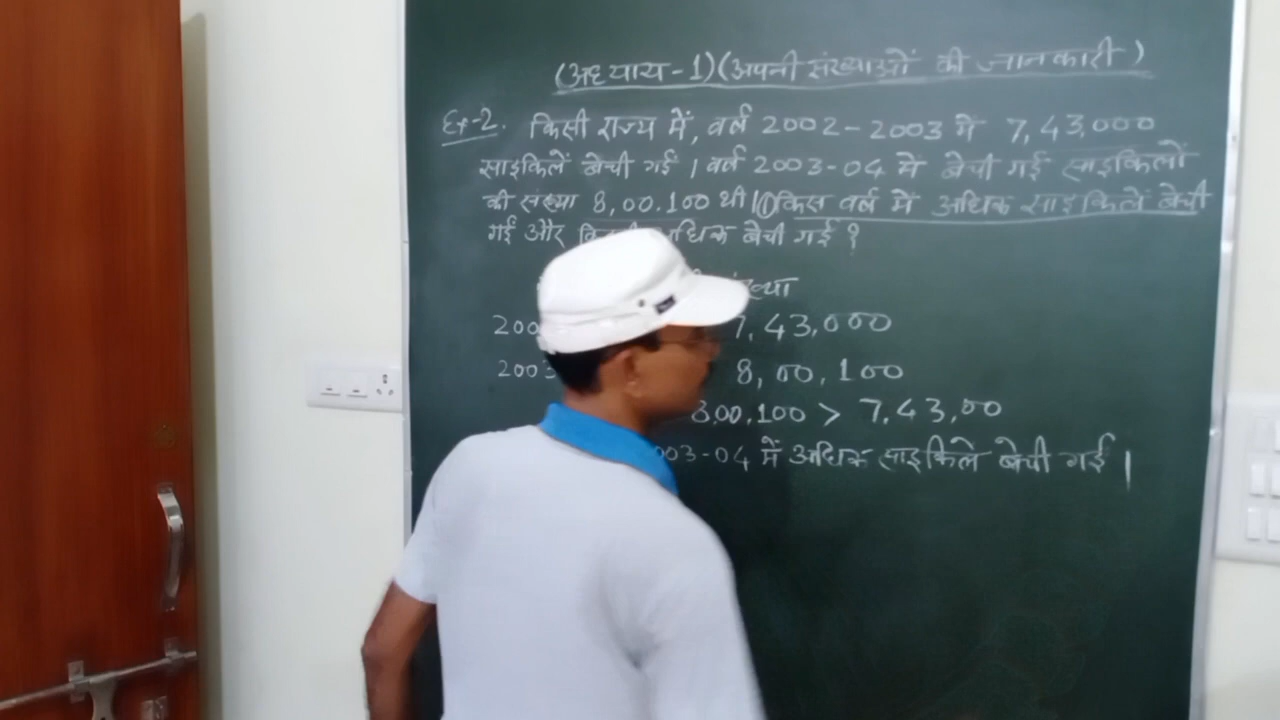 (अध्याय-1)(अपनी संख्याओं की जानकारी)
Ex-2. किसी राज्य में, वर्ष 2002-2003 में 7,43,000
साइकिलें बेची गई । वर्ष 2003-04 में बेची गई साइकिलों
की संख्या 8,00,100 थी । ① किस वर्ष में अधिक साइकिलें बेची
गई और बेची गई ?
7,43,000
8,00,100
8,00,100 > 7,43,00
03-04 में अधिक साइकिले बेची गई ।